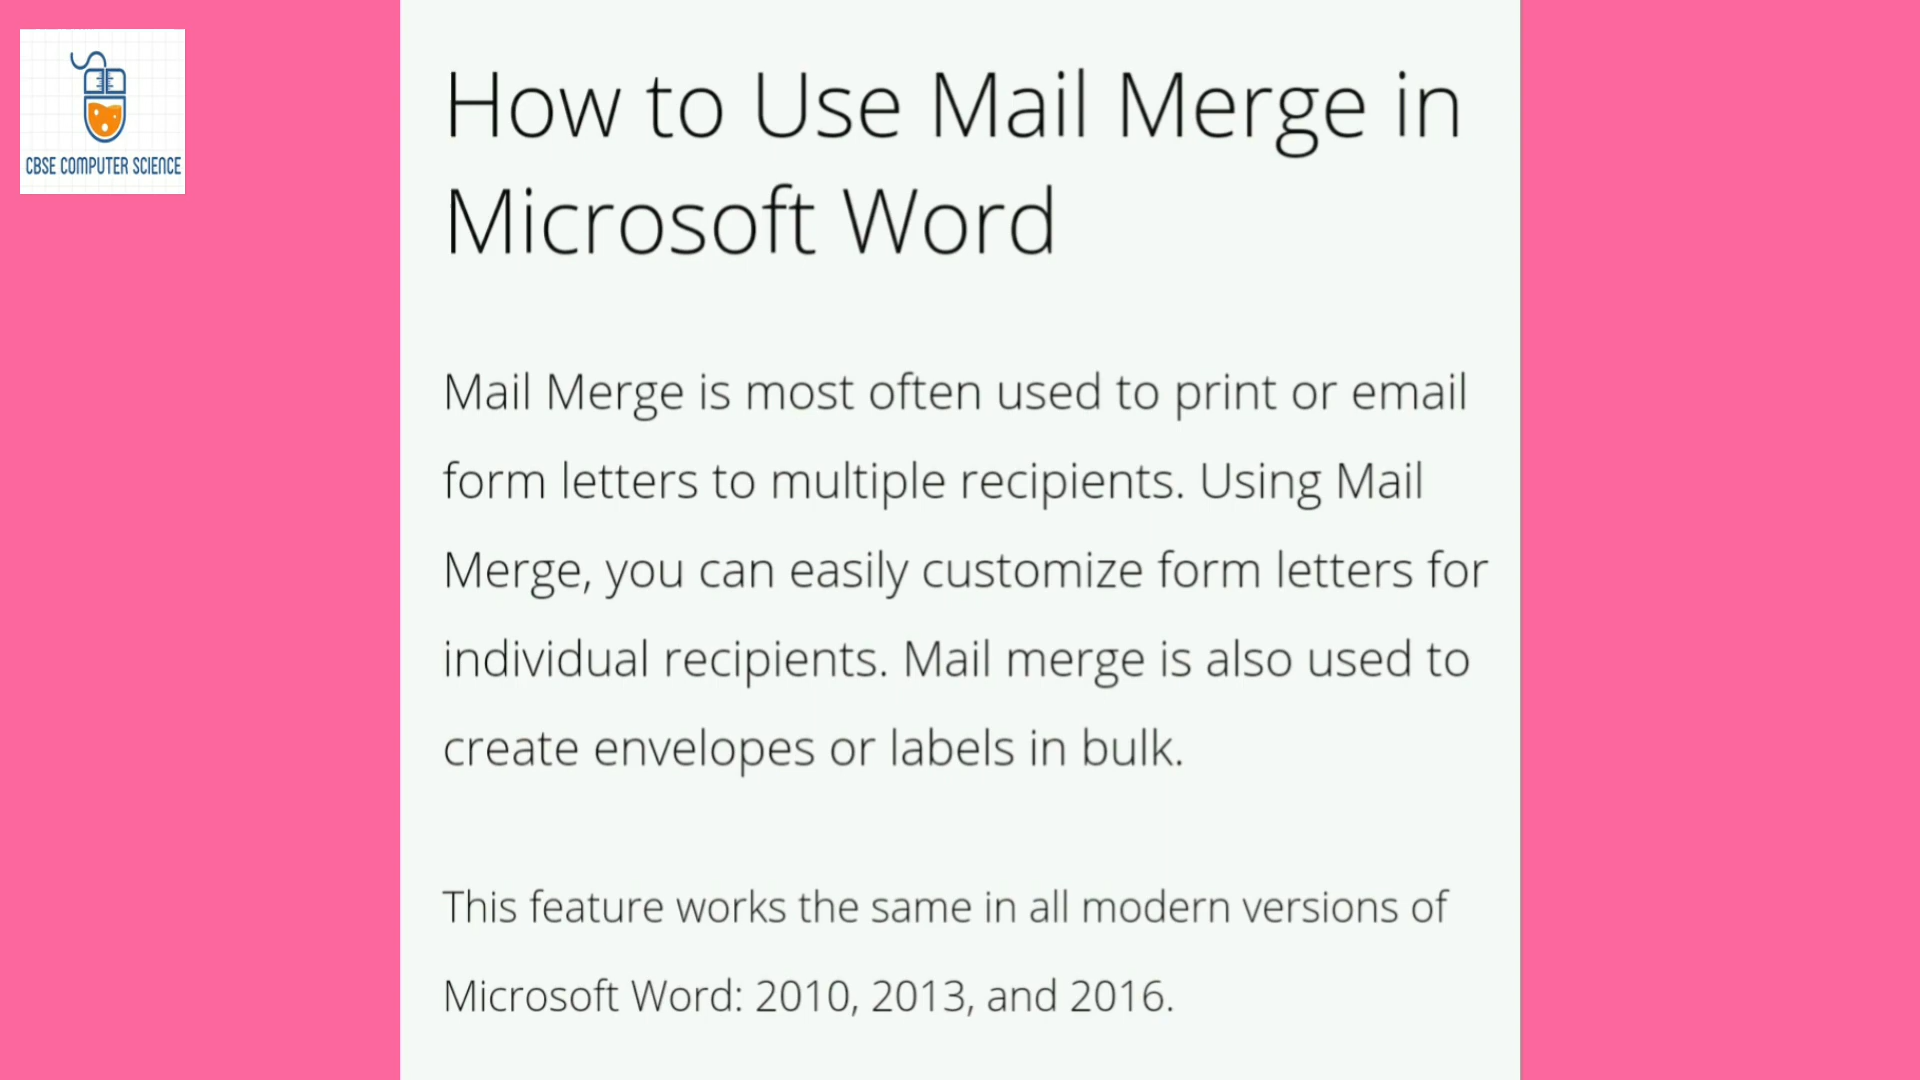 CBSE COMPUTER SCIENCE
How to Use Mail Merge in
Microsoft Word
Mail Merge is most often used to print or email
form letters to multiple recipients. Using Mail
Merge, you can easily customize form letters for
individual recipients. Mail merge is also used to
create envelopes or labels in bulk.
This feature works the same in all modern versions of
Microsoft Word: 2010, 2013, and 2016.